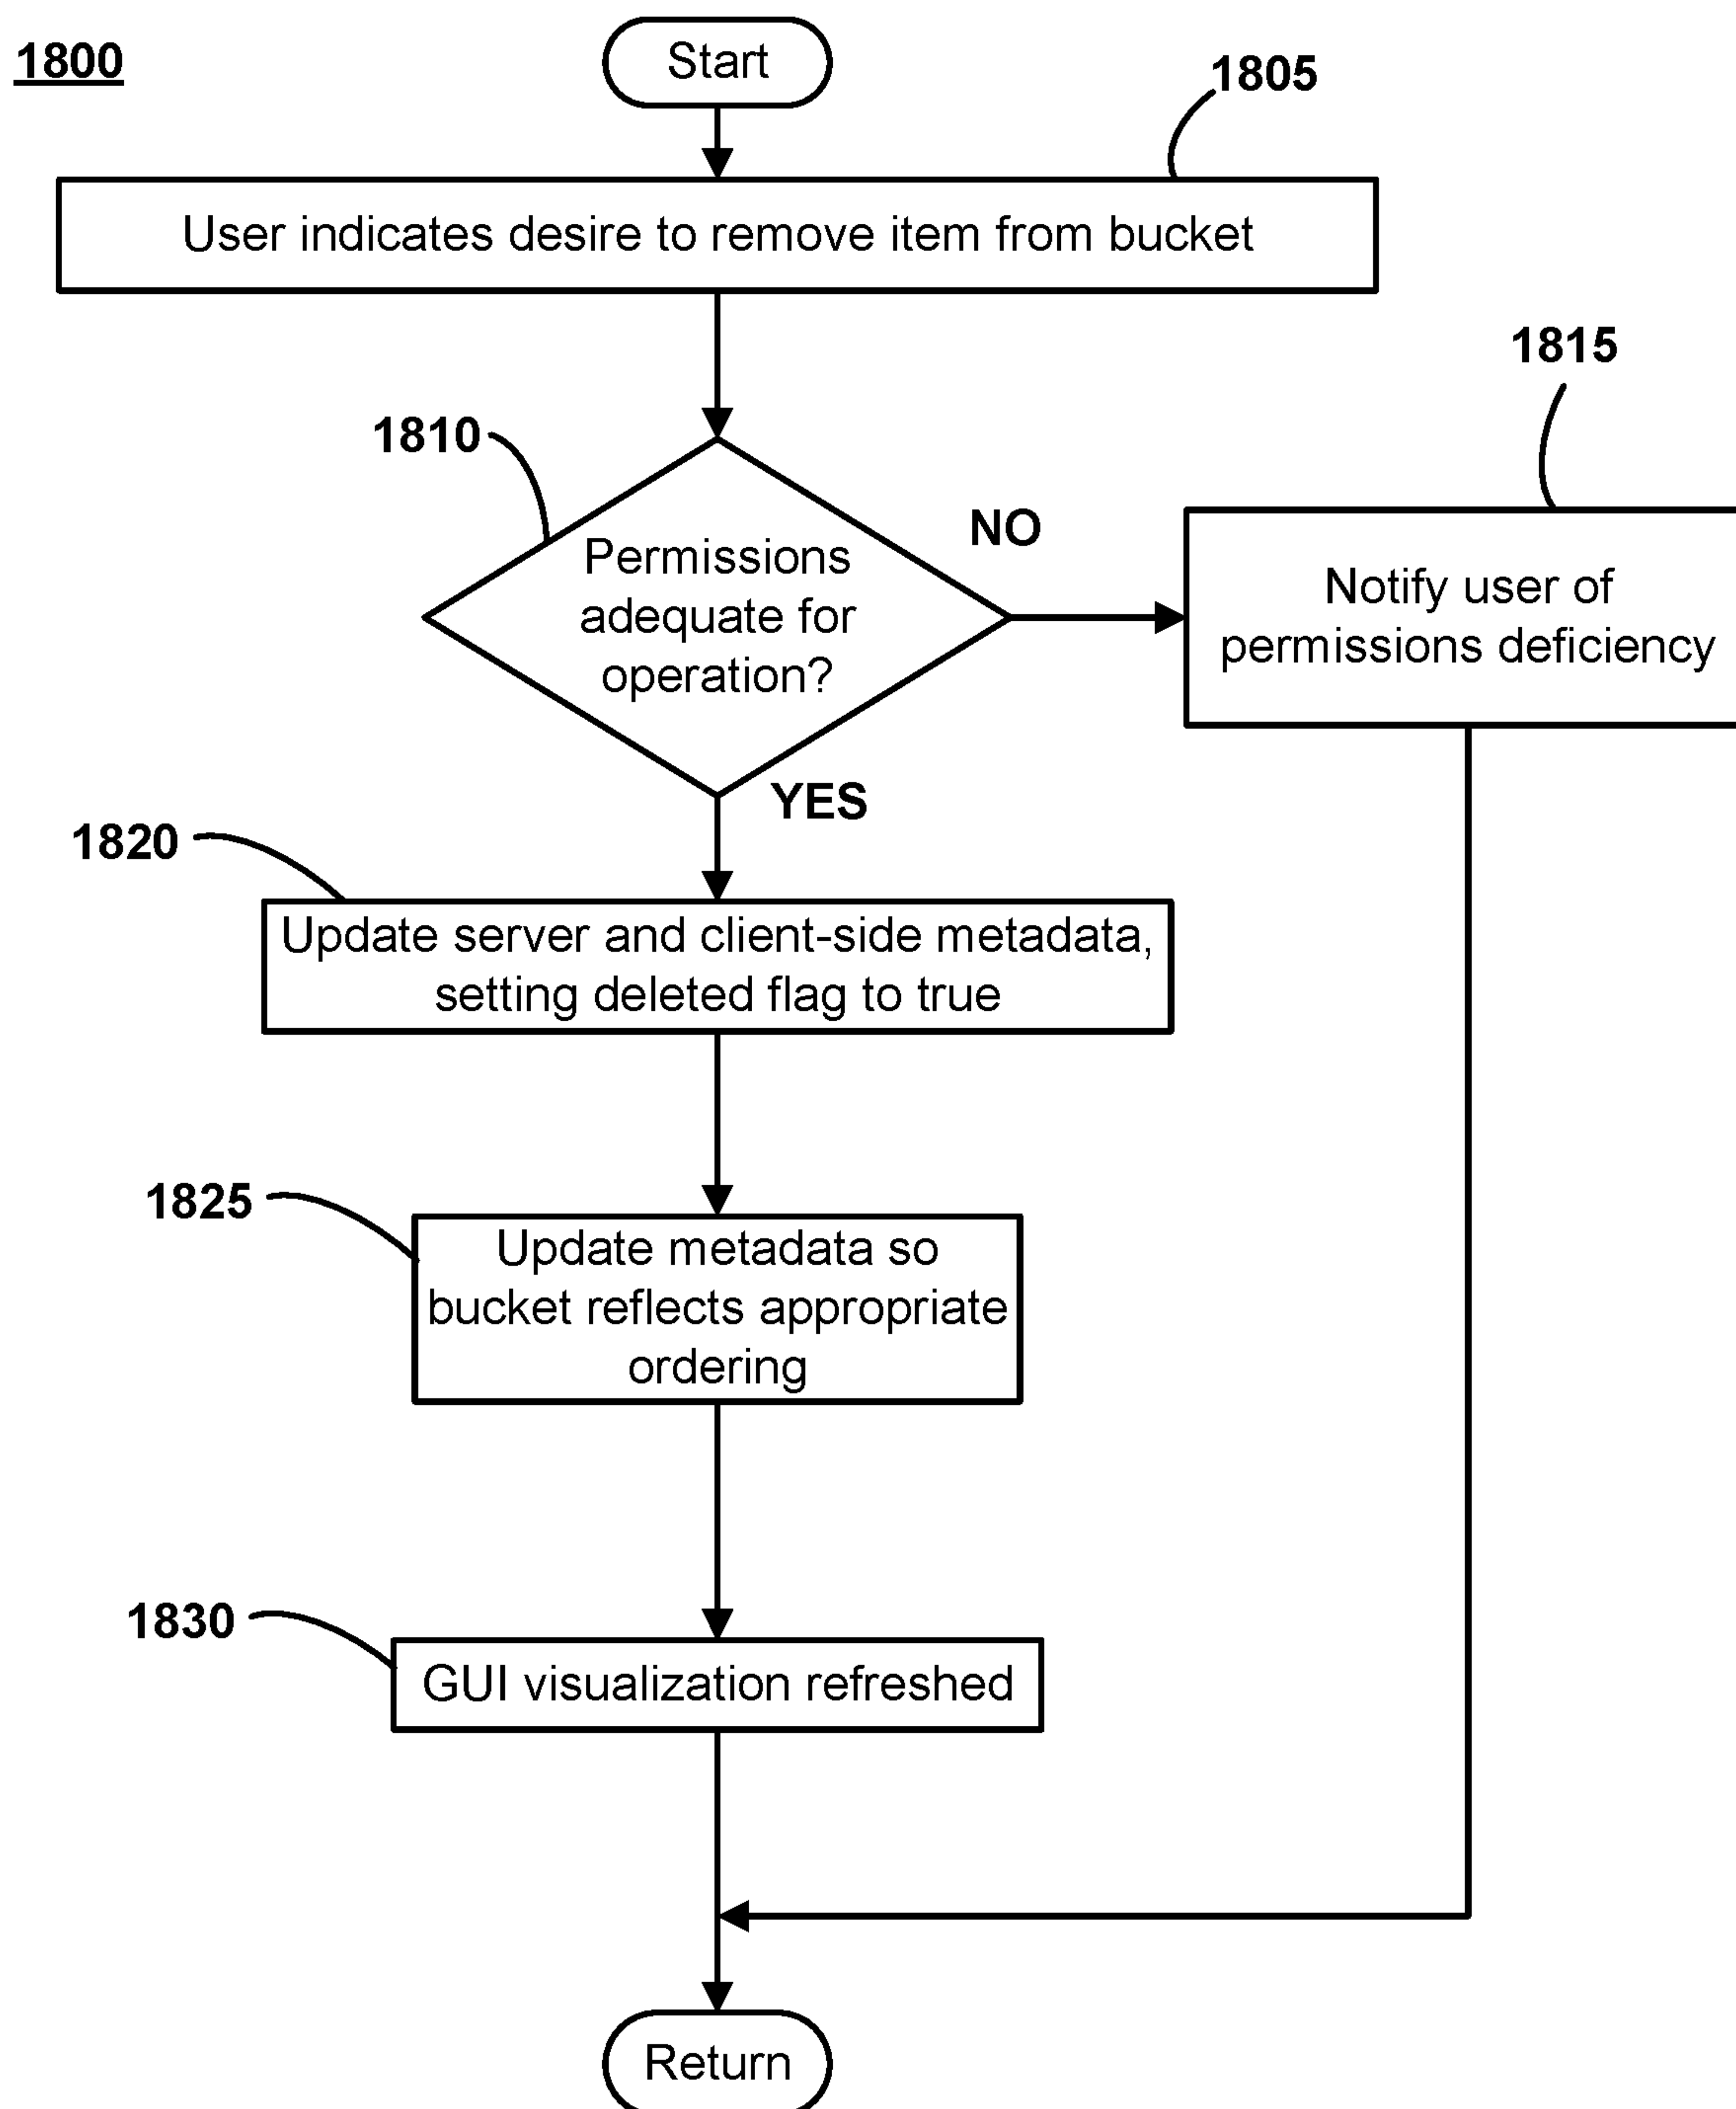 1800
Start
1805
User indicates desire to remove item from bucket
1810
Permissions
adequate for
operation?
NO
1815
Notify user of
permissions deficiency
YES
1820
Update server and client-side metadata,
setting deleted flag to true
1825
Update metadata so
bucket reflects appropriate
ordering
1830
GUI visualization refreshed
Return